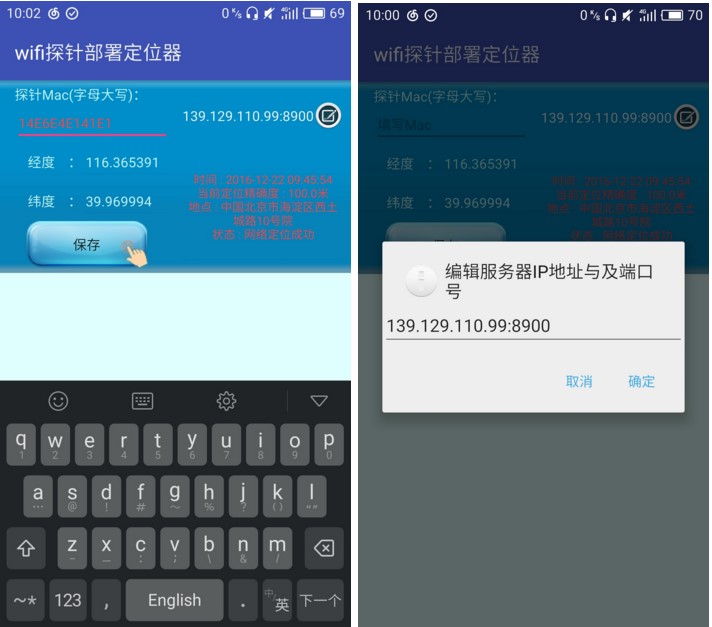 10:02
0 K/s
4G
69
wifi探针部署定位器
探针Mac(字母大写):
14E6E4E141E1
139.129.110.99:8900
经度 : 116.365391
纬度 : 39.969994
时间 : 2016-12-22 09:45:54
当前定位精确度 : 100.0米
地点 : 中国北京市海淀区西土
城路10号院
状态 : 网络定位成功
保存
q w e r t y u i o p
1 2 3 4 5 6 7 8 9 0
a s d f g h j k l
... @ ! # ~ % ? ( ) “”
z x c v b n m
- _ : ; \ & /
~* 123 , English . 中/英 下一个
10:00
0 K/s
4G
70
wifi探针部署定位器
探针Mac(字母大写):
填写Mac
139.129.110.99:8900
经度 : 116.365391
纬度 : 39.969994
时间 : 2016-12-22 09:45:54
当前定位精确度 : 100.0米
地点 : 中国北京市海淀区西土
城路10号院
状态 : 网络定位成功
编辑服务器IP地址与及端口
号
139.129.110.99:8900
取消 确定